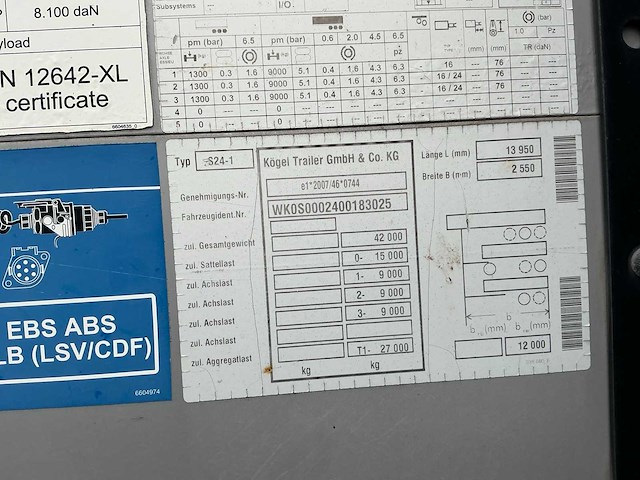 8.100 daN
yload
N 12642-XL
certificate
6604835_0
Subsystems --- I/O
pm (bar) 6.5 pm (bar) 0.6 2.0 4.5 6.5 (bar)
pz 1.0 Pz
(mm) (mm) TR (daN)
1 1300 0.3 1.6 9000 5.1 0.4 1.6 4.3 6.3 - 16 --- 76
2 1300 0.3 1.6 9000 5.1 0.4 1.6 4.3 6.3 - 16 / 24 --- 76
3 1300 0.3 1.6 9000 5.1 0.4 1.6 4.3 6.3 - 16 / 24 --- 76
4 0
5 0
EBS ABS
LB (LSV/CDF)
6604974
Typ S24-1
Kögel Trailer GmbH & Co. KG
Länge L (mm) 13 950
Breite B (mm) 2 550
Genehmigungs-Nr. e1*2007/46*0744
Fahrzeugident.Nr. WK0S0002400183025
zul. Gesamtgewicht 42 000
zul. Sattellast 0- 15 000
zul. Achslast 1- 9 000
zul. Achslast 2- 9 000
zul. Achslast 3- 9 000
zul. Achslast
zul. Aggregatlast T1- 27 000
kg kg
b (mm) b (mm)
12 000